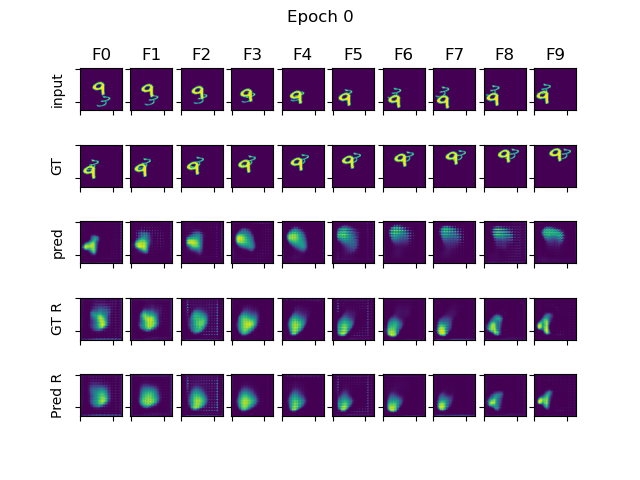 Epoch 0
F0 F1 F2 F3 F4 F5 F6 F7 F8 F9
input
GT
pred
GT R
Pred R